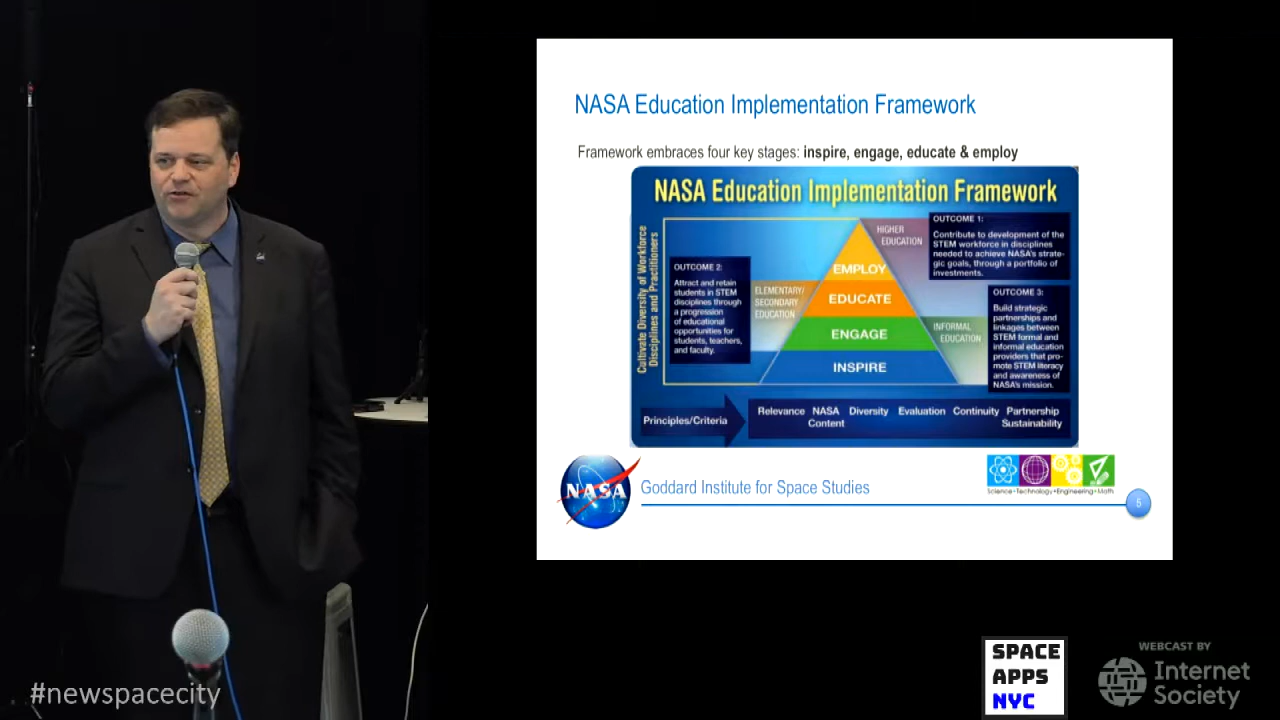 NASA Education Implementation Framework
Framework embraces four key stages: inspire, engage, educate & employ
NASA Education Implementation Framework
Cultivate Diversity of Workforce
Disciplines and Practitioners
OUTCOME 2:
Attract and retain
students in STEM
disciplines through
a progression
of educational
opportunities for
students, teachers,
and faculty.
ELEMENTARY/
SECONDARY
EDUCATION
EMPLOY
EDUCATE
ENGAGE
INSPIRE
HIGHER
EDUCATION
INFORMAL
EDUCATION
OUTCOME 1:
Contribute to development of the
STEM workforce in disciplines
needed to achieve NASA's strate-
gic goals, through a portfolio of
investments.
OUTCOME 3:
Build strategic
partnerships and
linkages between
STEM formal and
informal education
providers that pro-
mote STEM literacy
and awareness of
NASA's mission.
Principles/Criteria
Relevance NASA Diversity Evaluation Continuity Partnership
Content Sustainability
NASA
Goddard Institute for Space Studies
Science•Technology•Engineering•Math
5
#newspacecity
SPACE
APPS
NYC
WEBCAST BY
Internet
Society